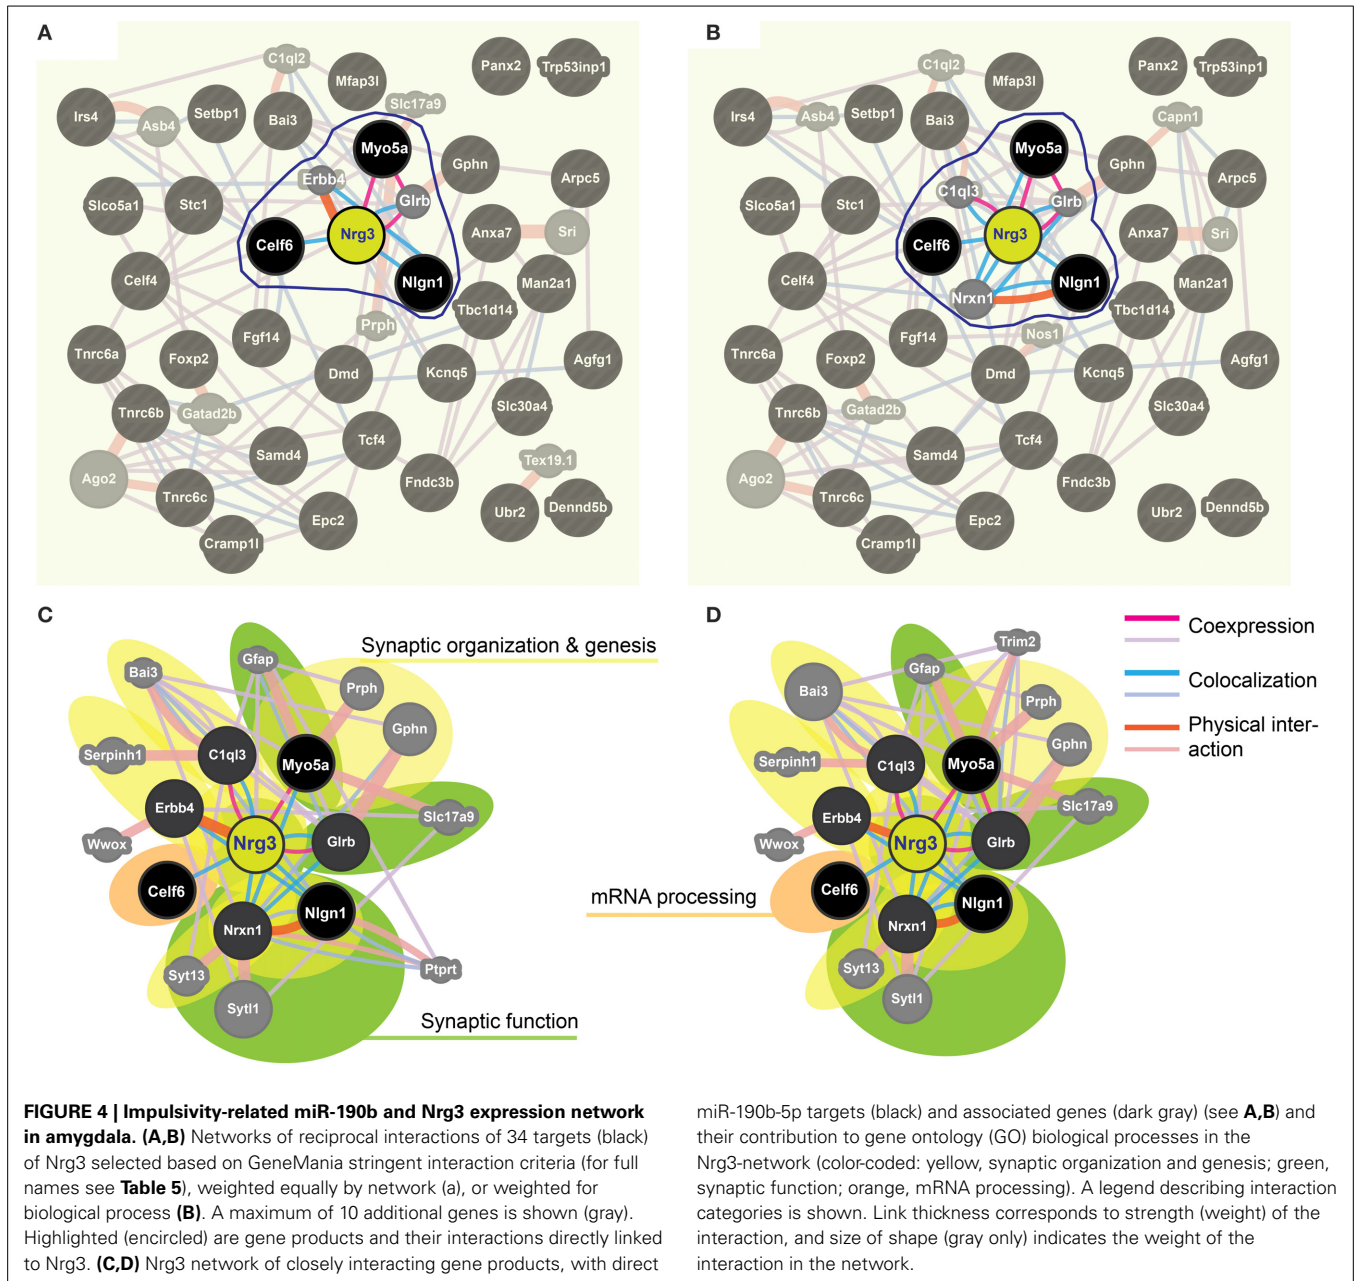 A
C1ql2
Mfap3l
Panx2
Trp53inp1
Slc17a9
Irs4
Asb4
Setbp1
Bai3
Myo5a
Gphn
Erbb4
Glrb
Arpc5
Slco5a1
Stc1
Nrg3
Celf6
Anxa7
Sri
Celf4
Nlgn1
Man2a1
Tbc1d14
Prph
Fgf14
Tnrc6a
Foxp2
Dmd
Kcnq5
Agfg1
Tnrc6b
Gatad2b
Slc30a4
Tcf4
Samd4
Tex19.1
Ago2
Tnrc6c
Fndc3b
Ubr2
Dennd5b
Epc2
Cramp1l
B
C1ql2
Mfap3l
Panx2
Trp53inp1
Irs4
Asb4
Setbp1
Bai3
Capn1
Myo5a
Gphn
C1ql3
Glrb
Arpc5
Slco5a1
Stc1
Nrg3
Celf6
Anxa7
Sri
Celf4
Nlgn1
Man2a1
Nrxn1
Tbc1d14
Nos1
Fgf14
Tnrc6a
Foxp2
Dmd
Kcnq5
Agfg1
Tnrc6b
Gatad2b
Slc30a4
Tcf4
Samd4
Ago2
Tnrc6c
Fndc3b
Ubr2
Dennd5b
Epc2
Cramp1l
C
Synaptic organization & genesis
Bai3
Gfap
Prph
Gphn
Serpinh1
C1ql3
Myo5a
Erbb4
Slc17a9
Wwox
Nrg3
Glrb
Celf6
mRNA processing
Nlgn1
Nrxn1
Syt13
Ptprt
Sytl1
Synaptic function
D
Trim2
Bai3
Gfap
Prph
Gphn
Serpinh1
C1ql3
Myo5a
Erbb4
Slc17a9
Wwox
Nrg3
Glrb
Celf6
Nlgn1
Nrxn1
Syt13
Sytl1
Coexpression
Colocalization
Physical inter-
action
FIGURE 4 | Impulsivity-related miR-190b and Nrg3 expression network
in amygdala. (A,B) Networks of reciprocal interactions of 34 targets (black)
of Nrg3 selected based on GeneMania stringent interaction criteria (for full
names see Table 5), weighted equally by network (a), or weighted for
biological process (B). A maximum of 10 additional genes is shown (gray).
Highlighted (encircled) are gene products and their interactions directly linked
to Nrg3. (C,D) Nrg3 network of closely interacting gene products, with direct
miR-190b-5p targets (black) and associated genes (dark gray) (see A,B) and
their contribution to gene ontology (GO) biological processes in the
Nrg3-network (color-coded: yellow, synaptic organization and genesis; green,
synaptic function; orange, mRNA processing). A legend describing interaction
categories is shown. Link thickness corresponds to strength (weight) of the
interaction, and size of shape (gray only) indicates the weight of the
interaction in the network.